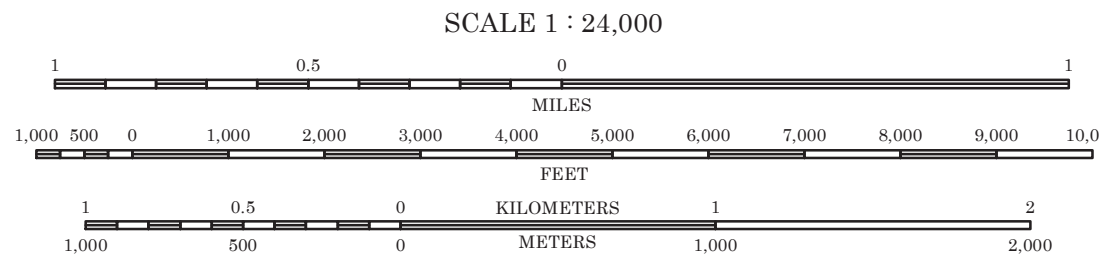 SCALE 1 : 24,000
1 0.5 0 1
MILES
1,000 500 0 1,000 2,000 3,000 4,000 5,000 6,000 7,000 8,000 9,000 10,0
FEET
1 0.5 0 KILOMETERS 1 2
1,000 500 0 METERS 1,000 2,000